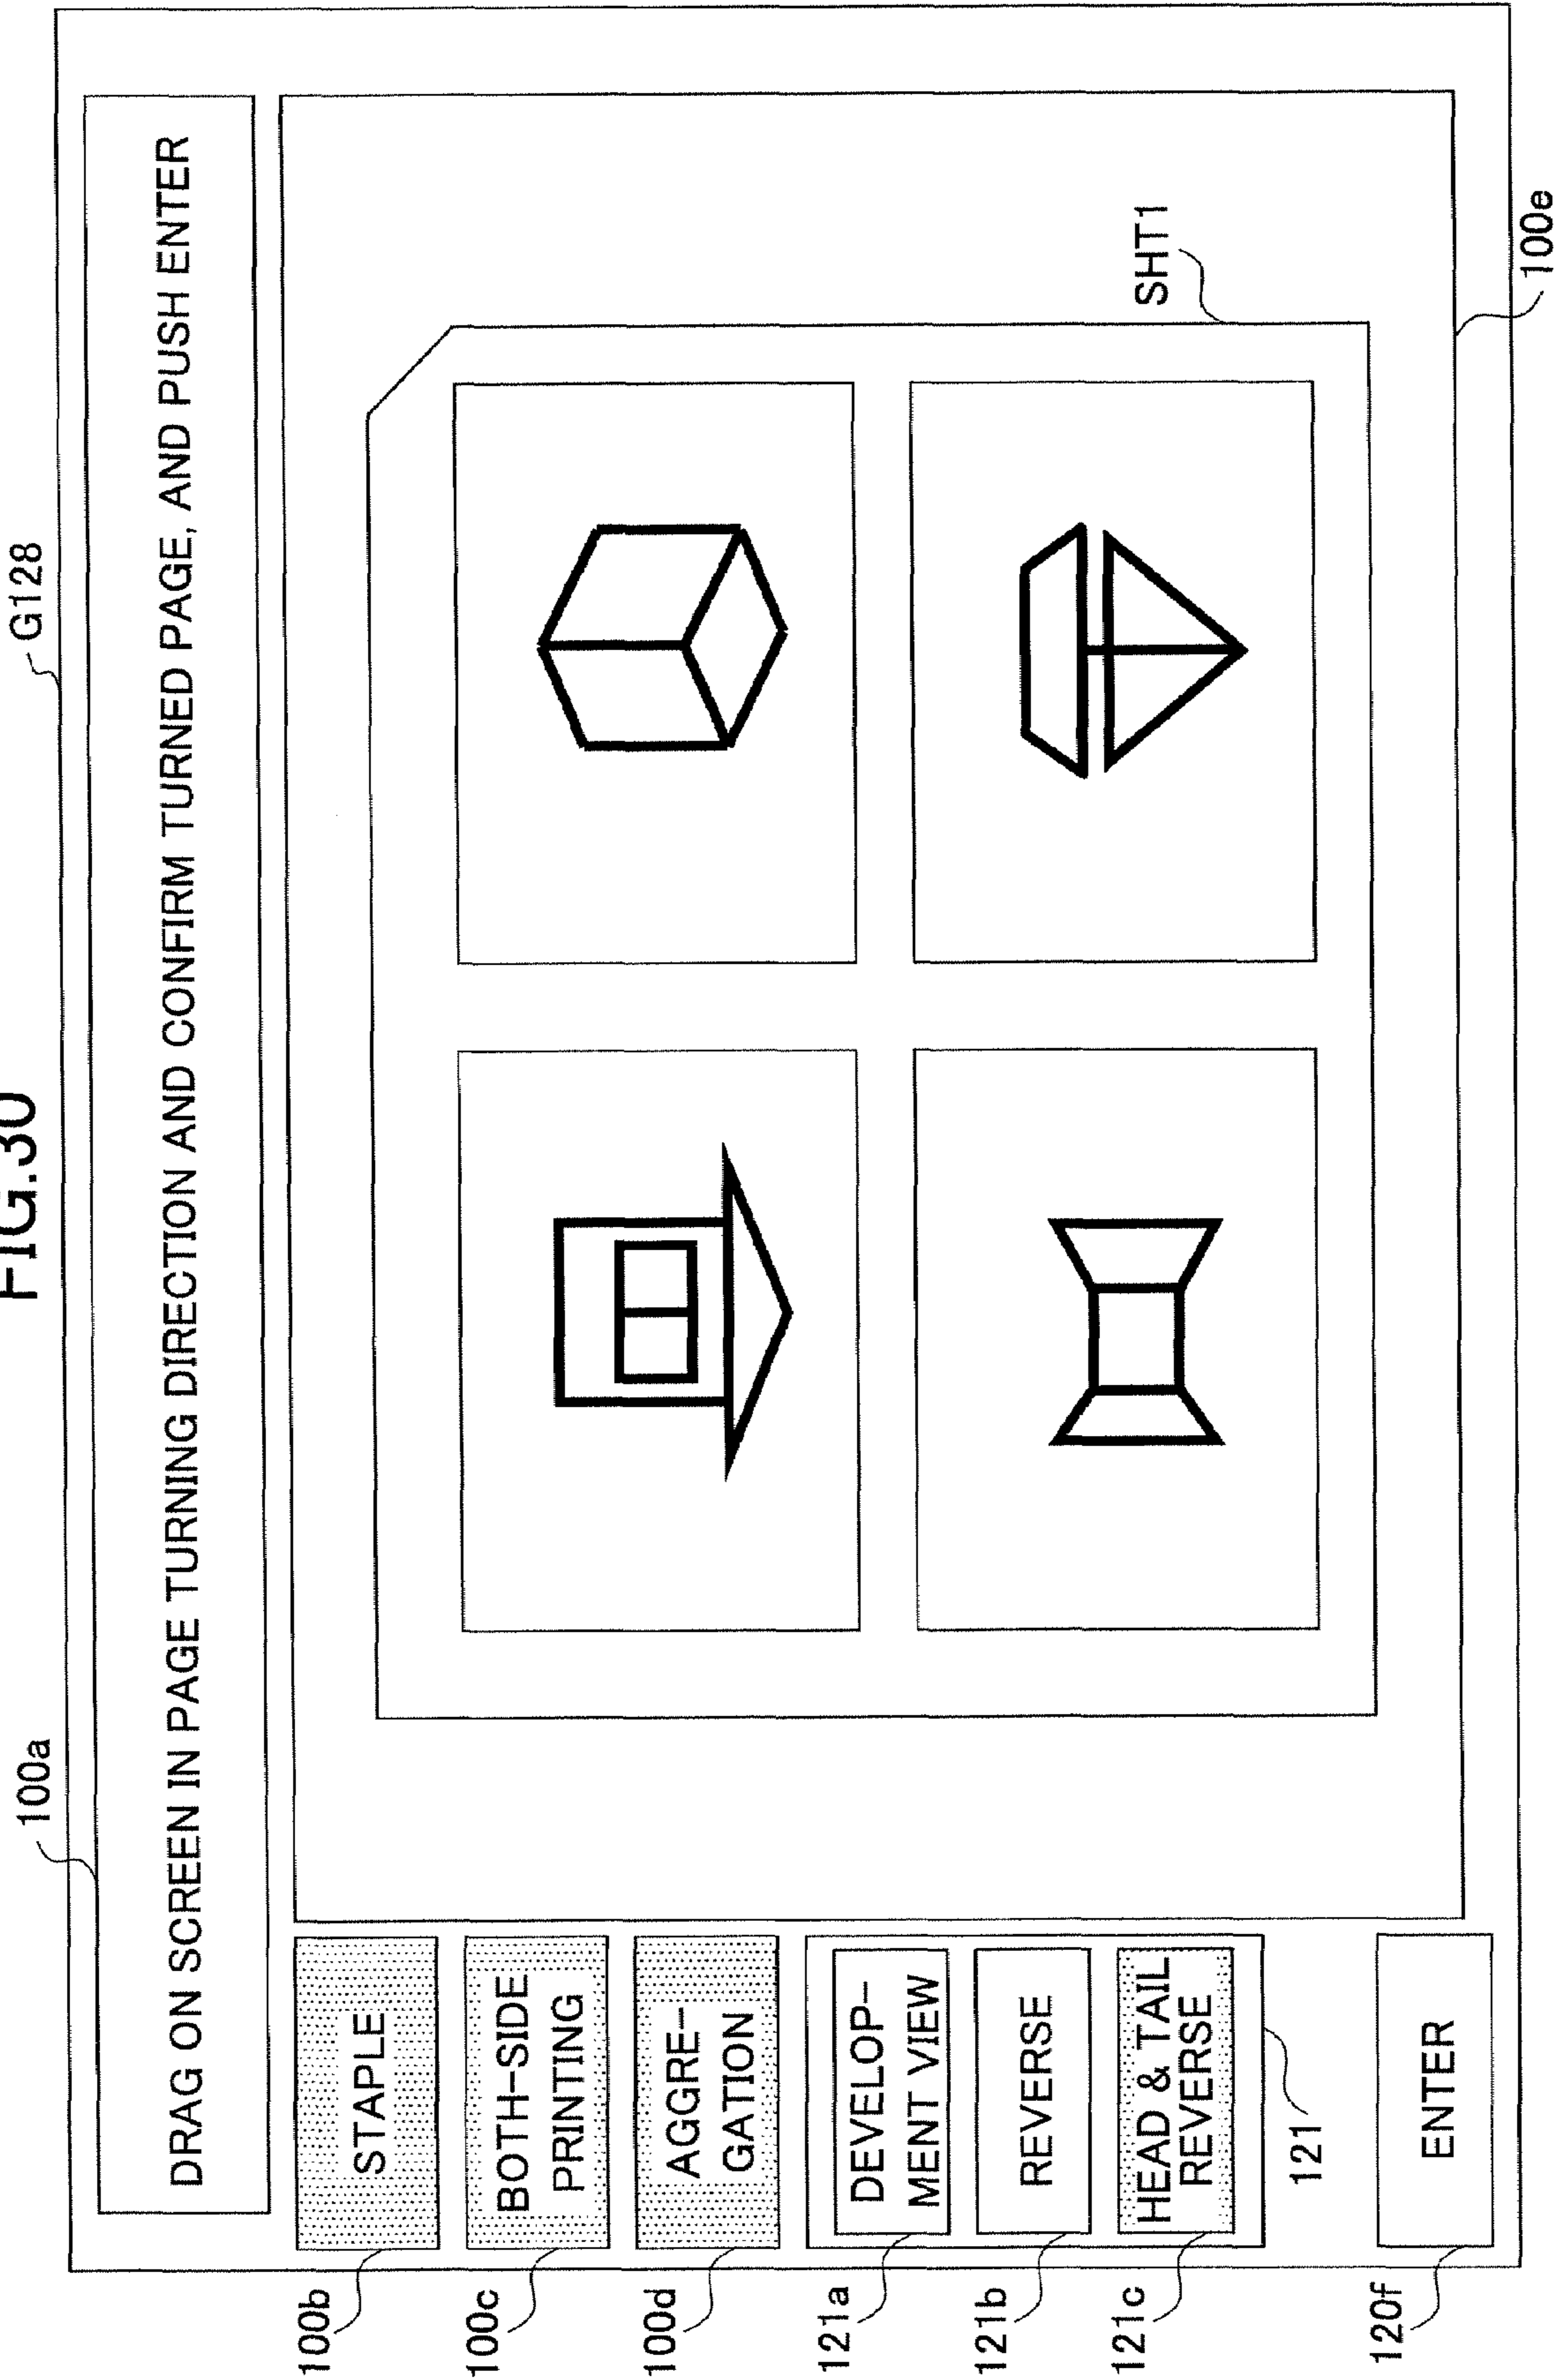 FIG.30
G128
100a
DRAG ON SCREEN IN PAGE TURNING DIRECTION AND CONFIRM TURNED PAGE, AND PUSH ENTER
100b
STAPLE
100c
BOTH-SIDE
PRINTING
100d
AGGRE-
GATION
121a
DEVELOP-
MENT VIEW
121b
REVERSE
121c
HEAD & TAIL
REVERSE
121
120f
ENTER
SHT1
100e